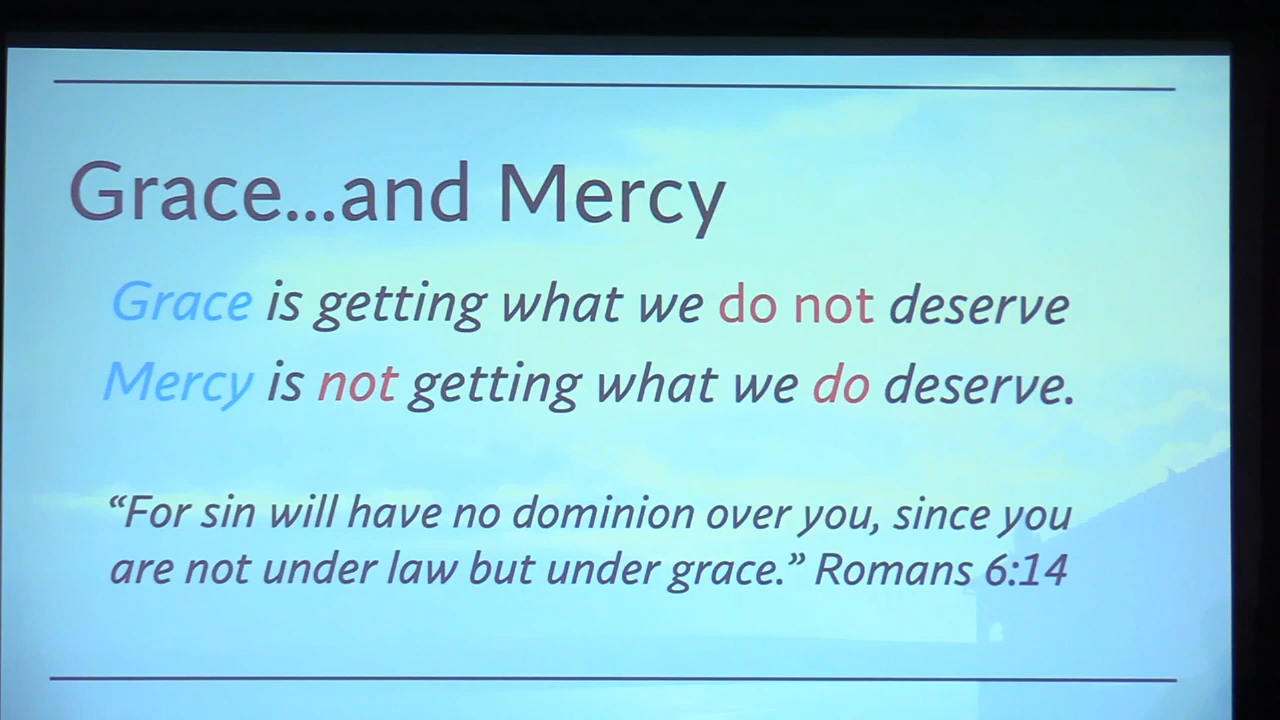 Grace...and Mercy
Grace is getting what we do not deserve
Mercy is not getting what we do deserve.
“For sin will have no dominion over you, since you
are not under law but under grace.” Romans 6:14